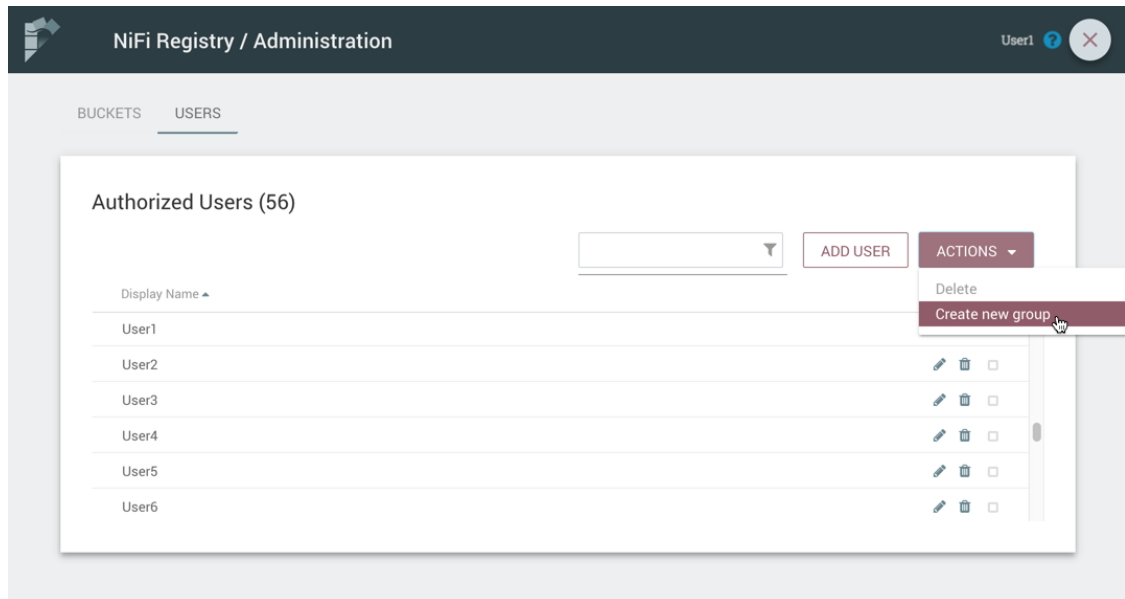 NiFi Registry / Administration
User1 ?
BUCKETS USERS
Authorized Users (56)
ADD USER ACTIONS
Delete
Display Name
Create new group
User1
User2
User3
User4
User5
User6